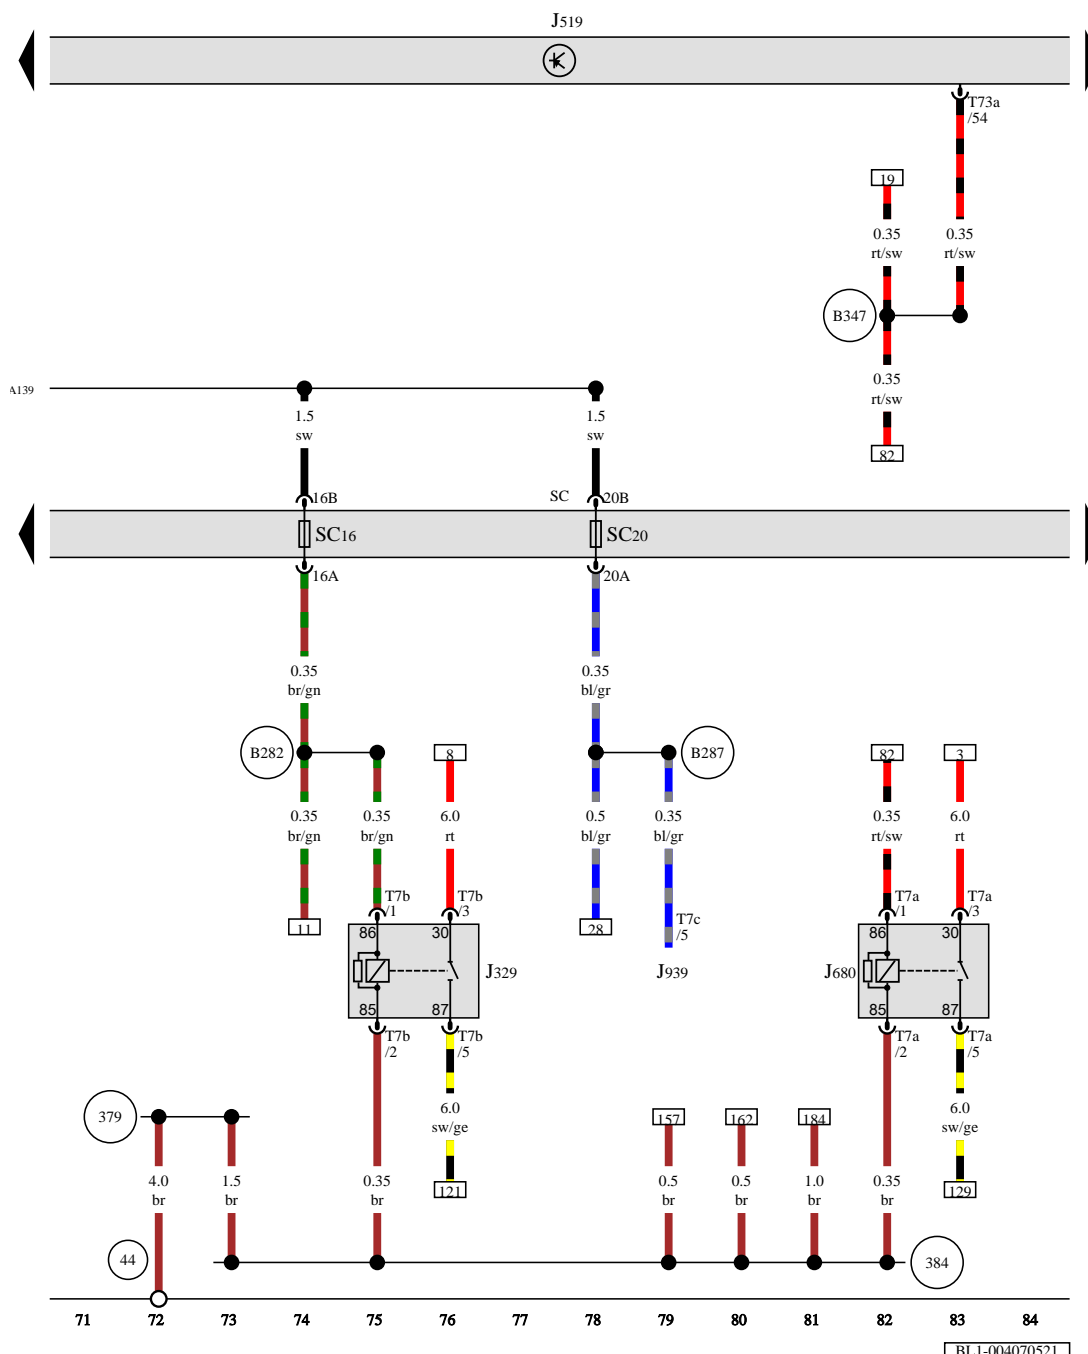 J519
T73a
/54
19
0.35
rt/sw
0.35
rt/sw
B347
0.35
rt/sw
82
A139
1.5
sw
1.5
sw
16B
SC
20B
SC16
SC20
16A
20A
0.35
br/gn
0.35
bl/gr
B282
8
B287
82
3
0.35
br/gn
0.35
br/gn
6.0
rt
0.5
bl/gr
0.35
bl/gr
0.35
rt/sw
6.0
rt
11
T7b
/1
T7b
/3
28
T7c
/5
T7a
/1
T7a
/3
86
30
86
30
J329
J939
J680
85
87
85
87
T7b
/2
T7b
/5
T7a
/2
T7a
/5
379
6.0
sw/ge
157
162
184
6.0
sw/ge
4.0
br
1.5
br
0.35
br
121
0.5
br
0.5
br
1.0
br
0.35
br
129
44
384
71 72 73 74 75 76 77 78 79 80 81 82 83 84
BL1-004070521